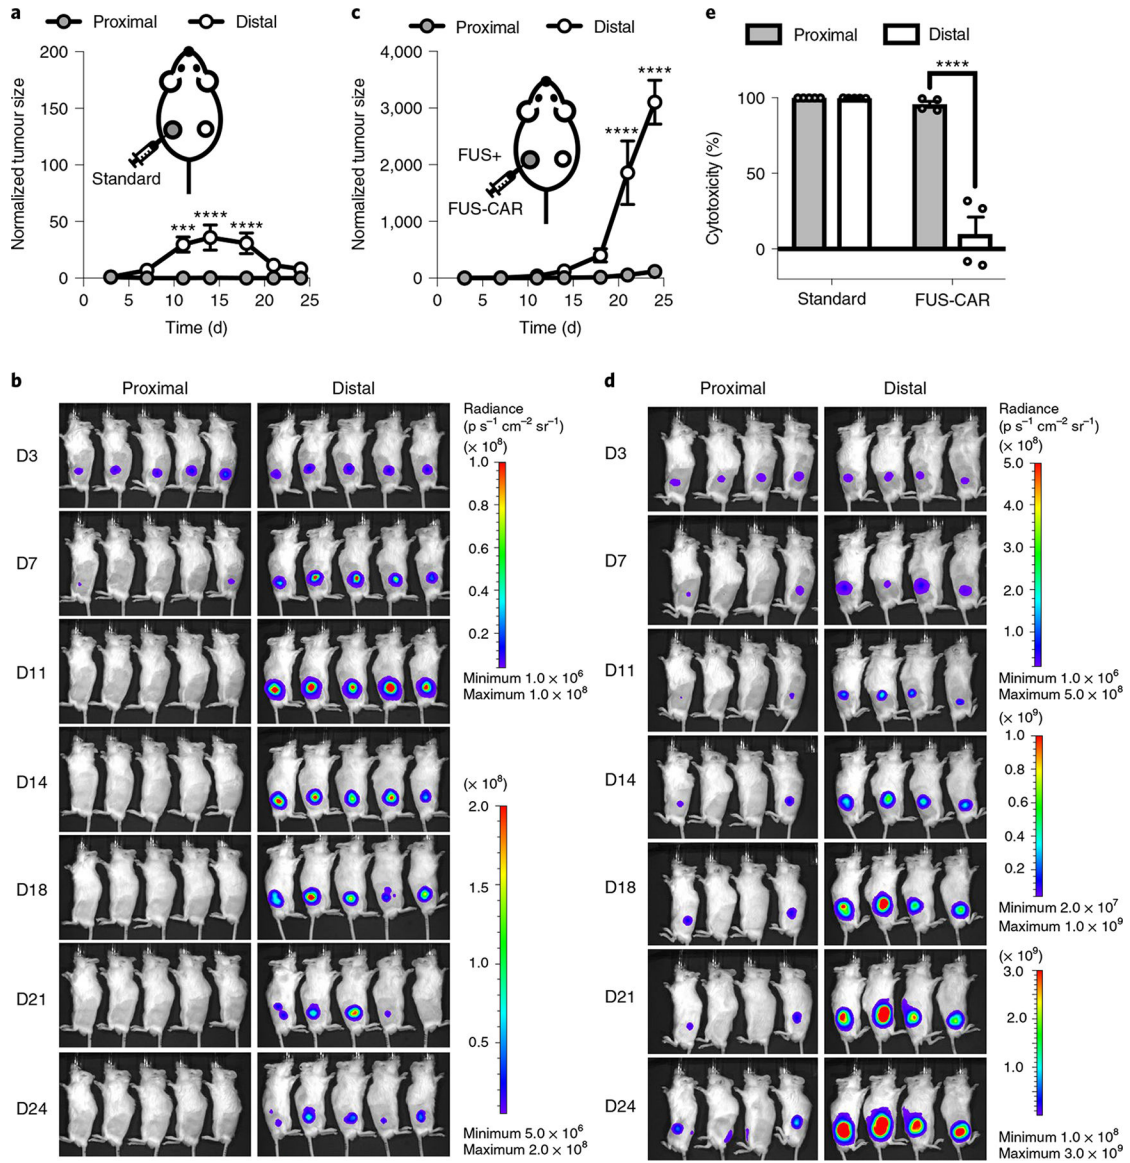 a
Proximal
Distal
Normalized tumour size
200
150
100
50
0
Standard
***
****
****
0
5
10
15
20
25
Time (d)
c
Proximal
Distal
Normalized tumour size
4,000
3,000
2,000
1,000
0
FUS+
FUS-CAR
****
****
0
5
10
15
20
25
Time (d)
e
Proximal
Distal
Cytotoxicity (%)
100
50
0
****
Standard
FUS-CAR
b
Proximal
Distal
D3
D7
D11
D14
D18
D21
D24
Radiance
(p s⁻¹ cm⁻² sr⁻¹)
(× 10⁸)
1.0
0.8
0.6
0.4
0.2
Minimum 1.0 × 10⁶
Maximum 1.0 × 10⁸
(× 10⁸)
2.0
1.5
1.0
0.5
Minimum 5.0 × 10⁶
Maximum 2.0 × 10⁸
d
Proximal
Distal
D3
D7
D11
D14
D18
D21
D24
Radiance
(p s⁻¹ cm⁻² sr⁻¹)
(× 10⁸)
5.0
4.0
3.0
2.0
1.0
Minimum 1.0 × 10⁶
Maximum 5.0 × 10⁸
(× 10⁹)
1.0
0.8
0.6
0.4
0.2
Minimum 2.0 × 10⁷
Maximum 1.0 × 10⁹
(× 10⁹)
3.0
2.0
1.0
Minimum 1.0 × 10⁸
Maximum 3.0 × 10⁹